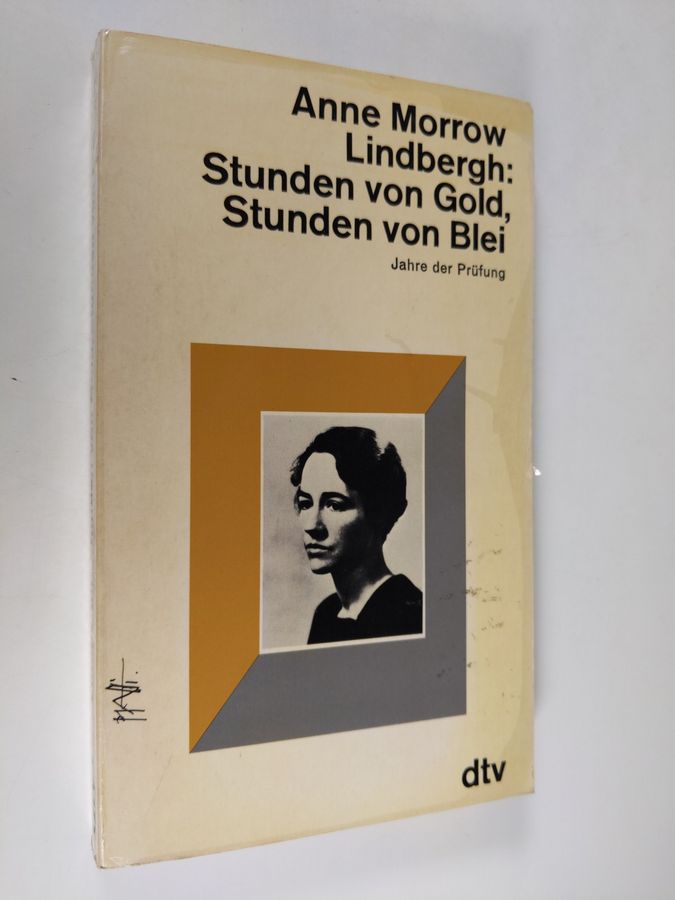 Anne Morrow
Lindbergh:
Stunden von Gold,
Stunden von Blei
Jahre der Prüfung
dtv